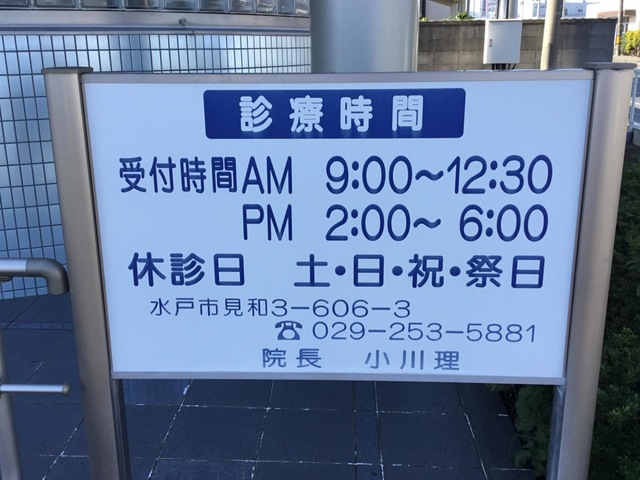 診療時間
受付時間 AM 9:00〜12:30
PM 2:00〜 6:00
休診日 土・日・祝・祭日
水戸市見和3-606-3
☎ 029-253-5881
院長 小川理